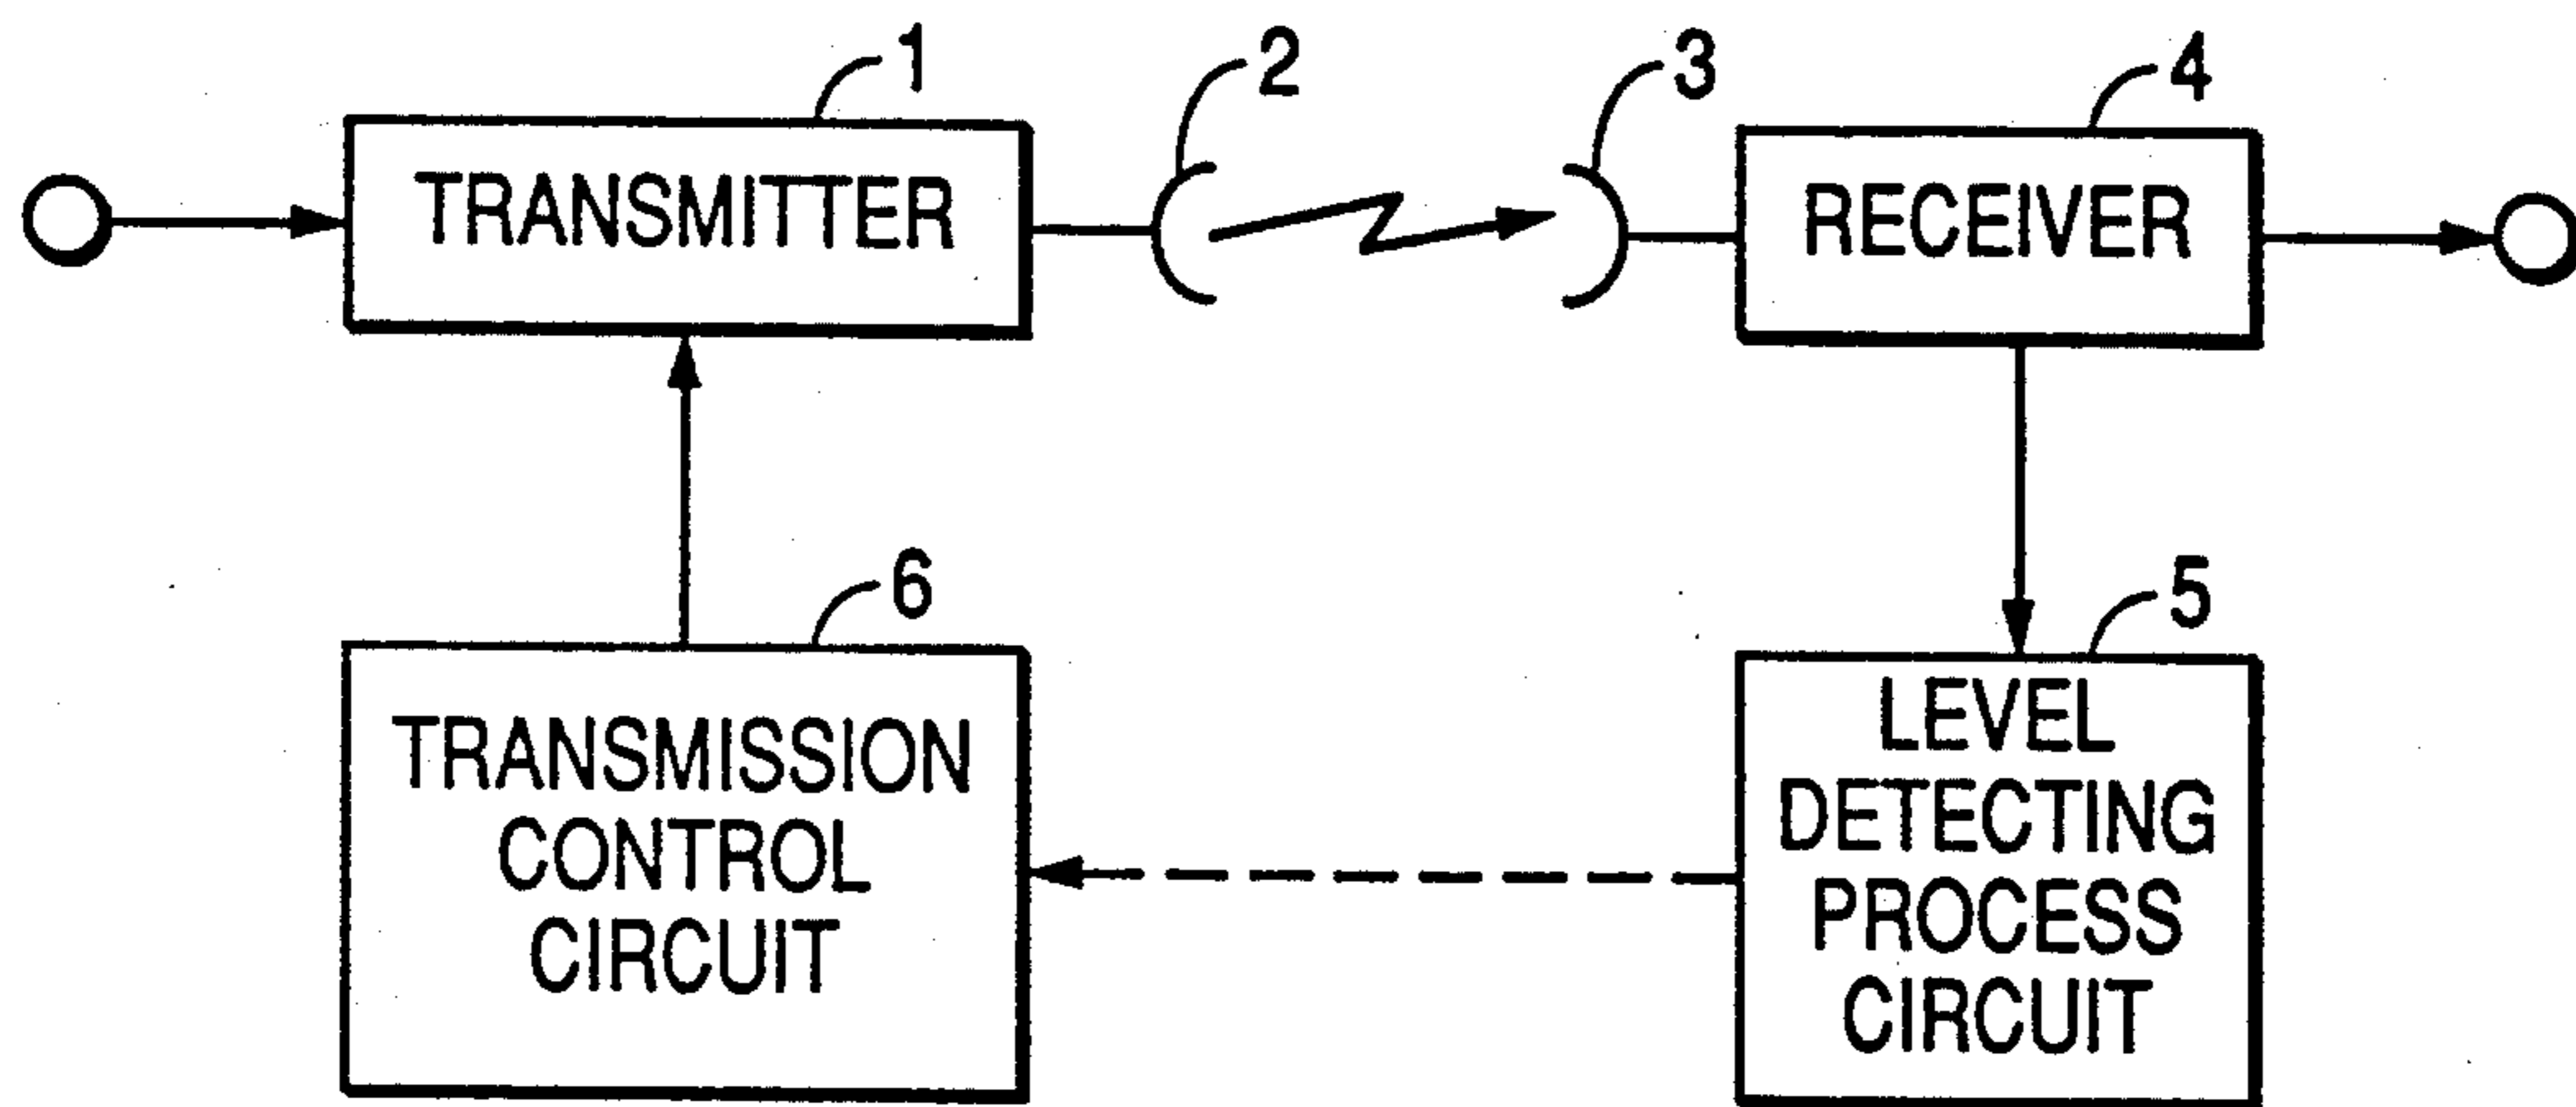 1
2
3
4
TRANSMITTER
RECEIVER
6
5
TRANSMISSION
CONTROL
CIRCUIT
LEVEL
DETECTING
PROCESS
CIRCUIT